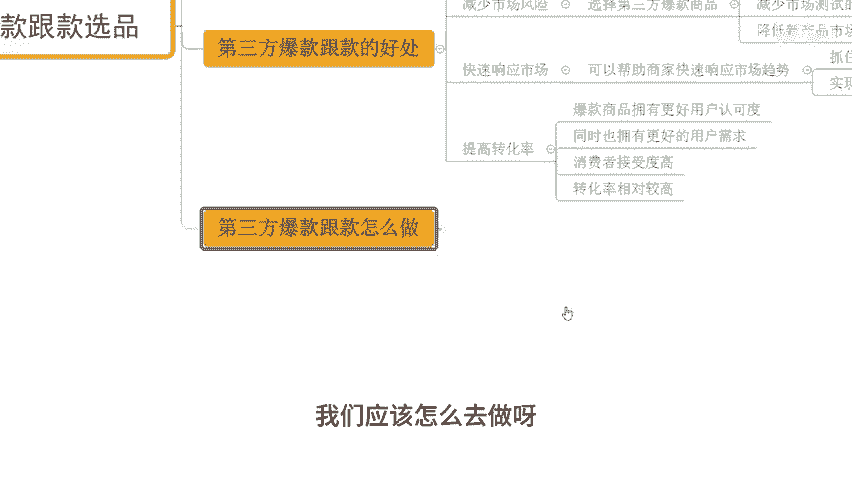 款跟款选品
第三方爆款跟款的好处
减少市场风险
选择第三方爆款商品
减少市场测试
降低新产品市场
快速响应市场
可以帮助商家快速响应市场趋势
抓住
实现
提高转化率
爆款商品拥有更好用户认可度
同时也拥有更好的用户需求
消费者接受度高
转化率相对较高
第三方爆款跟款怎么做
我们应该怎么去做呀